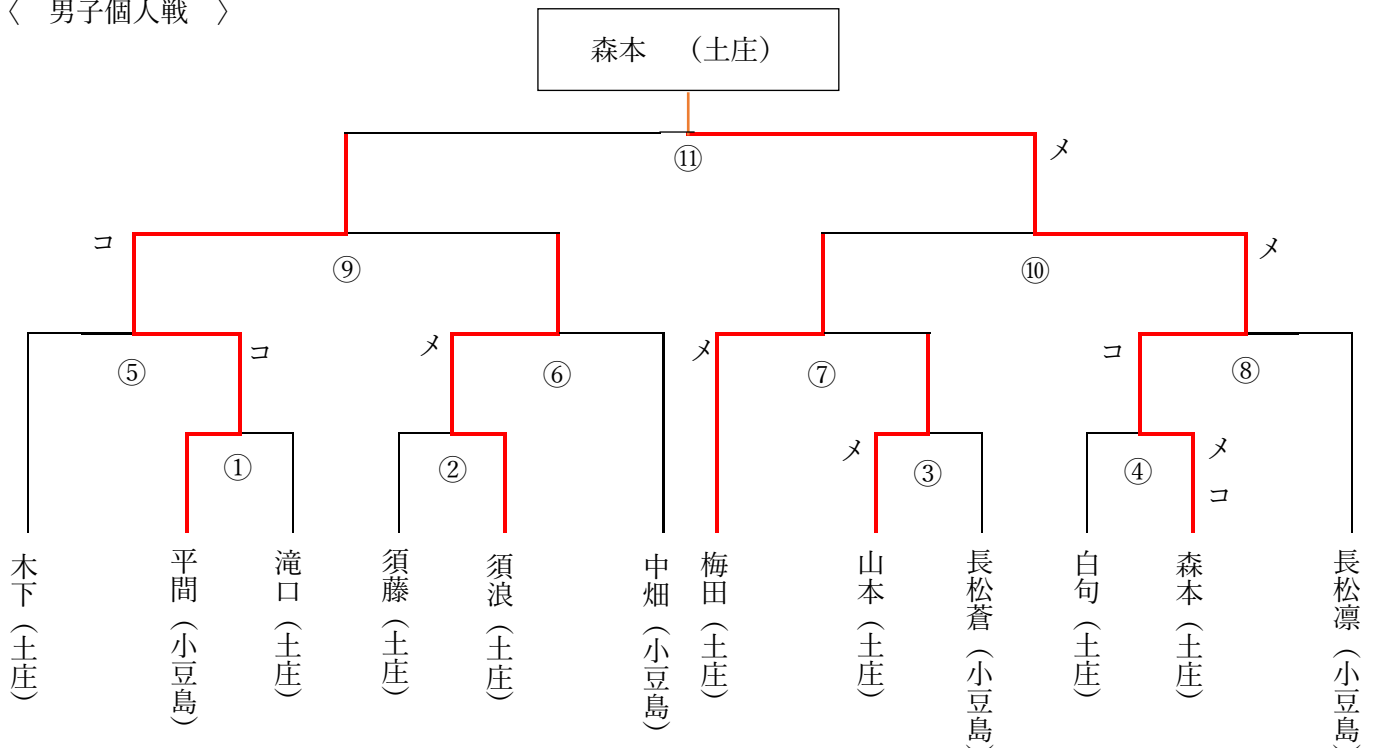 〈　男子個人戦　〉
森本　（土庄）
⑪
メ
コ
⑨
⑩
メ
⑤
コ
メ
⑥
メ
⑦
コ
⑧
①
②
メ
③
④
メ
コ
木下（土庄）
平間（小豆島）
滝口（土庄）
須藤（土庄）
須浪（土庄）
中畑（小豆島）
梅田（土庄）
山本（土庄）
長松蒼（小豆島）
白旬（土庄）
森本（土庄）
長松凛（小豆島）